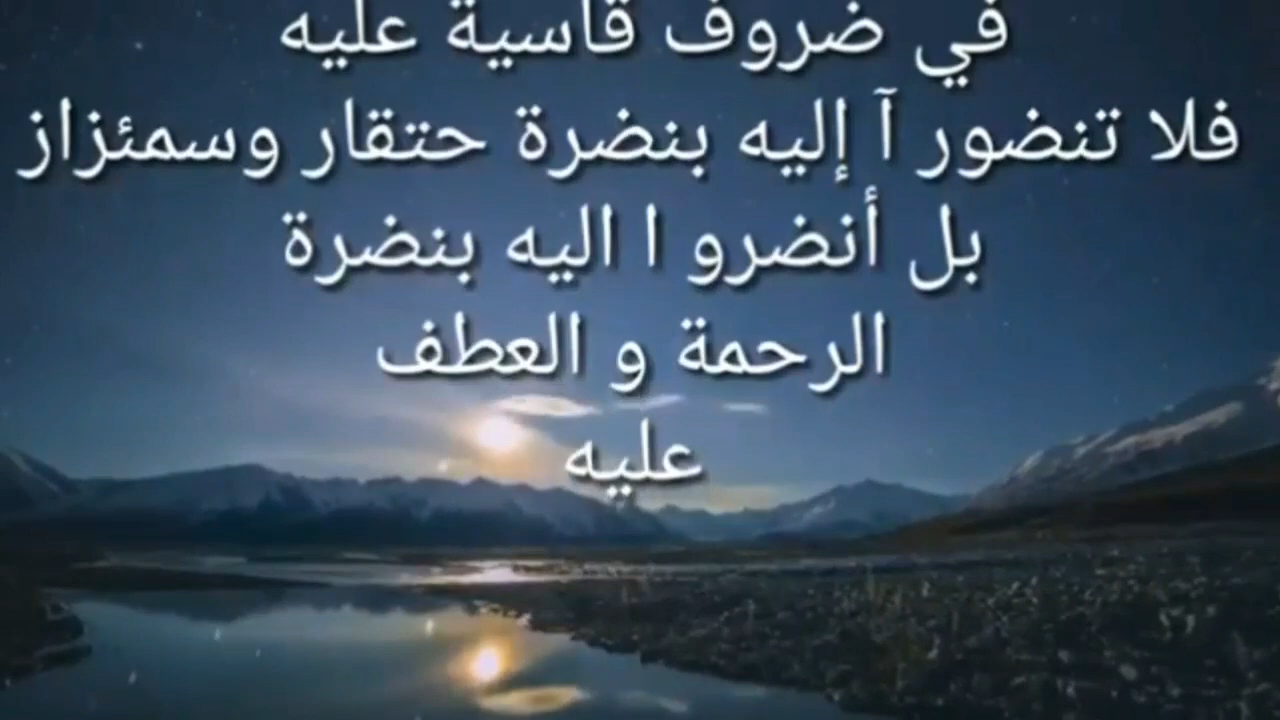 في ضروف قاسية عليه
فلا تنضور آ إليه بنضرة حتقار وسمئزاز
بل أنضرو ا اليه بنضرة
الرحمة و العطف
عليه